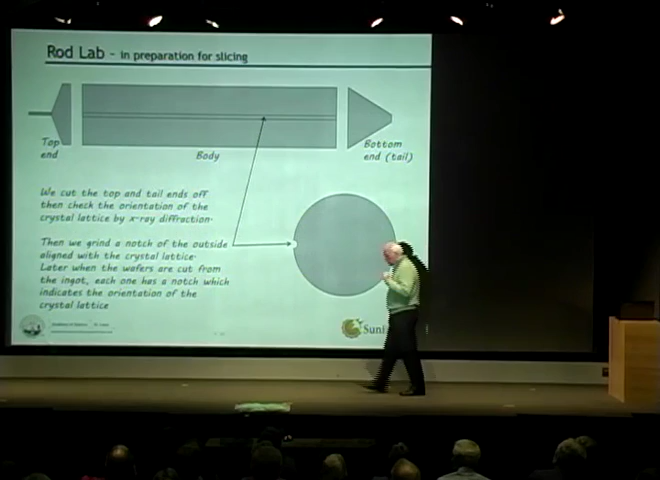 Rod Lab - in preparation for slicing
Top
end
Body
Bottom
end (tail)
We cut the top and tail ends off
then check the orientation of the
crystal lattice by x-ray diffraction.
Then we grind a notch of the outside
aligned with the crystal lattice.
Later when the wafers are cut from
the ingot, each one has a notch which
indicates the orientation of the
crystal lattice
Suni